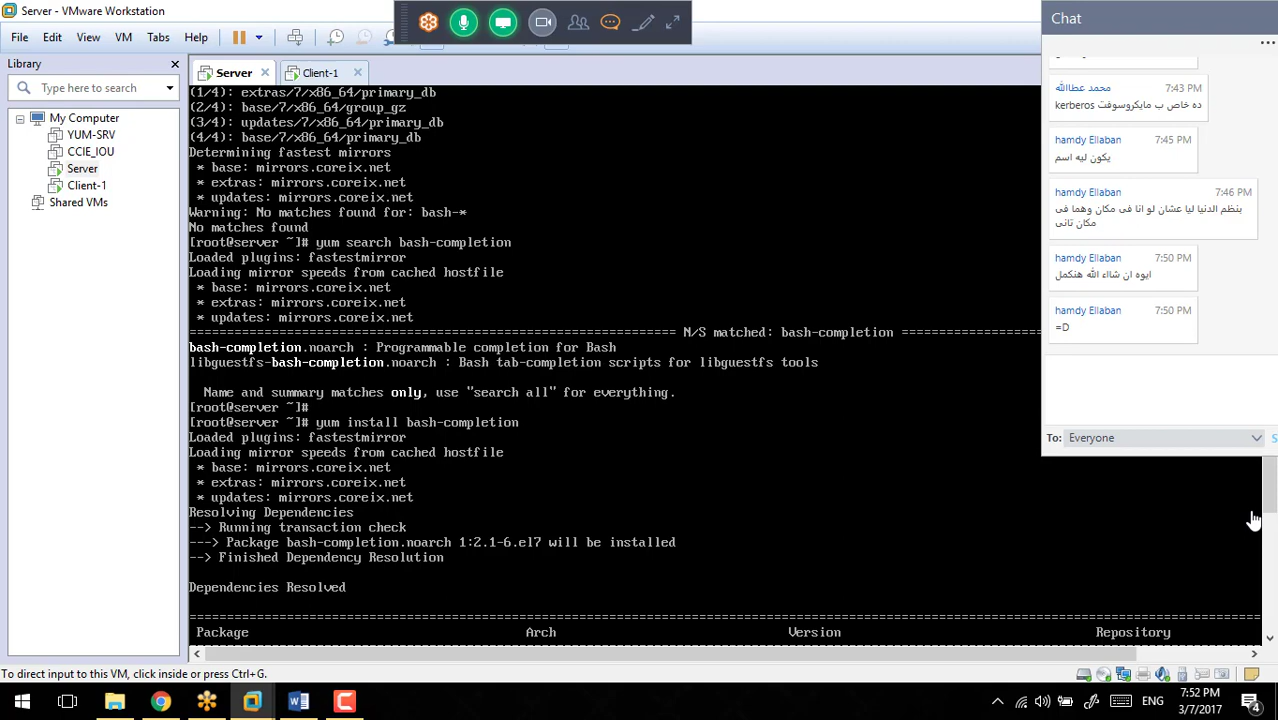 Server - VMware Workstation
File Edit View VM Tabs Help
Library
Type here to search
My Computer
YUM-SRV
CCIE_IOU
Server
Client-1
Shared VMs
Server
Client-1
(1/4): extras/7/x86_64/primary_db
(2/4): base/7/x86_64/group_gz
(3/4): updates/7/x86_64/primary_db
(4/4): base/7/x86_64/primary_db
Determining fastest mirrors
* base: mirrors.coreix.net
* extras: mirrors.coreix.net
* updates: mirrors.coreix.net
Warning: No matches found for: bash-*
No matches found
[root@server ~]# yum search bash-completion
Loaded plugins: fastestmirror
Loading mirror speeds from cached hostfile
* base: mirrors.coreix.net
* extras: mirrors.coreix.net
* updates: mirrors.coreix.net
================================================================= N/S matched: bash-completion ===================
bash-completion.noarch : Programmable completion for Bash
libguestfs-bash-completion.noarch : Bash tab-completion scripts for libguestfs tools
Name and summary matches only, use "search all" for everything.
[root@server ~]#
[root@server ~]# yum install bash-completion
Loaded plugins: fastestmirror
Loading mirror speeds from cached hostfile
* base: mirrors.coreix.net
* extras: mirrors.coreix.net
* updates: mirrors.coreix.net
Resolving Dependencies
--> Running transaction check
---> Package bash-completion.noarch 1:2.1-6.el7 will be installed
--> Finished Dependency Resolution
Dependencies Resolved
Package Arch Version Repository
Chat
محمد عطاالله 7:43 PM
ده خاص ب مايكروسوفت kerberos
hamdy Ellaban 7:45 PM
يكون ليه اسم
hamdy Ellaban 7:46 PM
بنظم الدنيا ليا عشان لو انا فى مكان وهما فى
مكان تانى
hamdy Ellaban 7:50 PM
ايوه ان شااء الله هنكمل
hamdy Ellaban 7:50 PM
=D
To: Everyone
To direct input to this VM, click inside or press Ctrl+G.
ENG
7:52 PM
3/7/2017
4